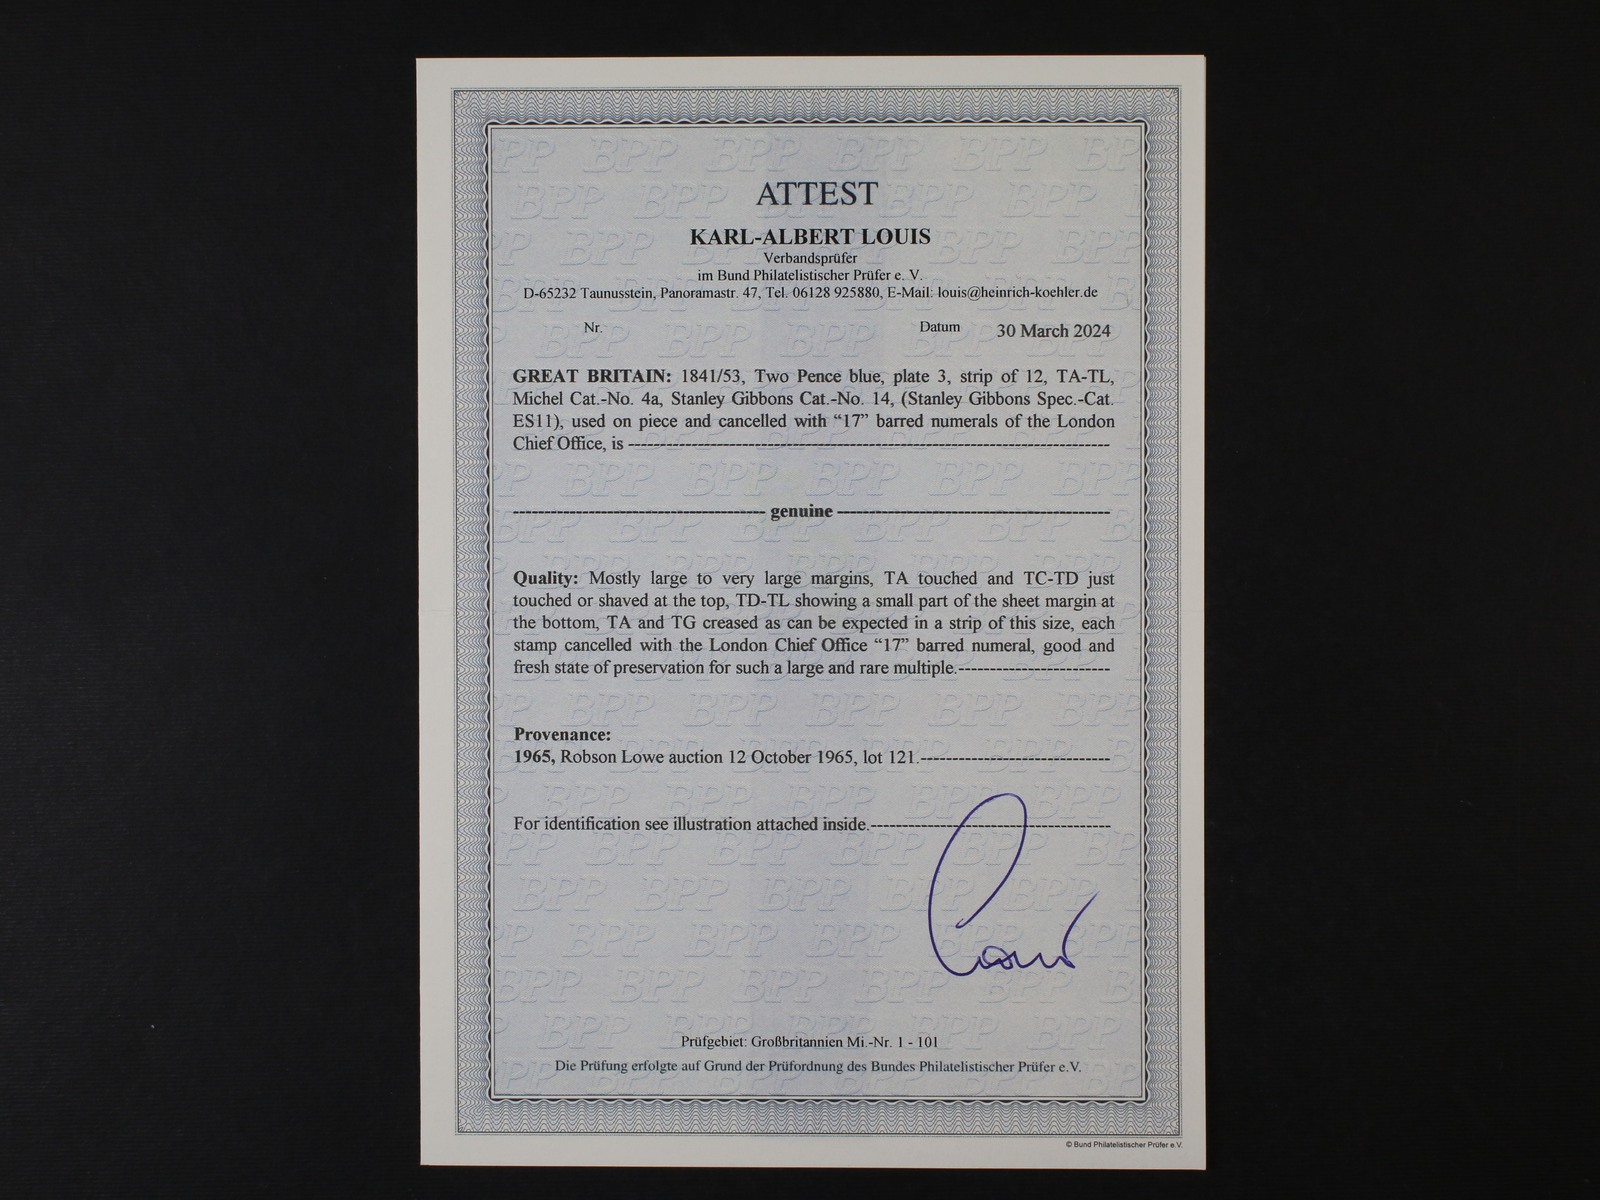 ATTEST
KARL-ALBERT LOUIS
Verbandsprüfer
im Bund Philatelistischer Prüfer e. V.
D-65232 Taunusstein, Panoramastr. 47, Tel. 06128 925880, E-Mail: louis@heinrich-koehler.de
Nr. Datum 30 March 2024
GREAT BRITAIN: 1841/53, Two Pence blue, plate 3, strip of 12, TA-TL,
Michel Cat.-No. 4a, Stanley Gibbons Cat.-No. 14, (Stanley Gibbons Spec.-Cat.
ES11), used on piece and cancelled with “17” barred numerals of the London
Chief Office, is
genuine
Quality: Mostly large to very large margins, TA touched and TC-TD just
touched or shaved at the top, TD-TL showing a small part of the sheet margin at
the bottom, TA and TG creased as can be expected in a strip of this size, each
stamp cancelled with the London Chief Office “17” barred numeral, good and
fresh state of preservation for such a large and rare multiple.
Provenance:
1965, Robson Lowe auction 12 October 1965, lot 121.
For identification see illustration attached inside.
Louis
Prüfgebiet: Großbritannien Mi.-Nr. 1 - 101
Die Prüfung erfolgte auf Grund der Prüfordnung des Bundes Philatelistischer Prüfer e.V.
© Bund Philatelistischer Prüfer e.V.